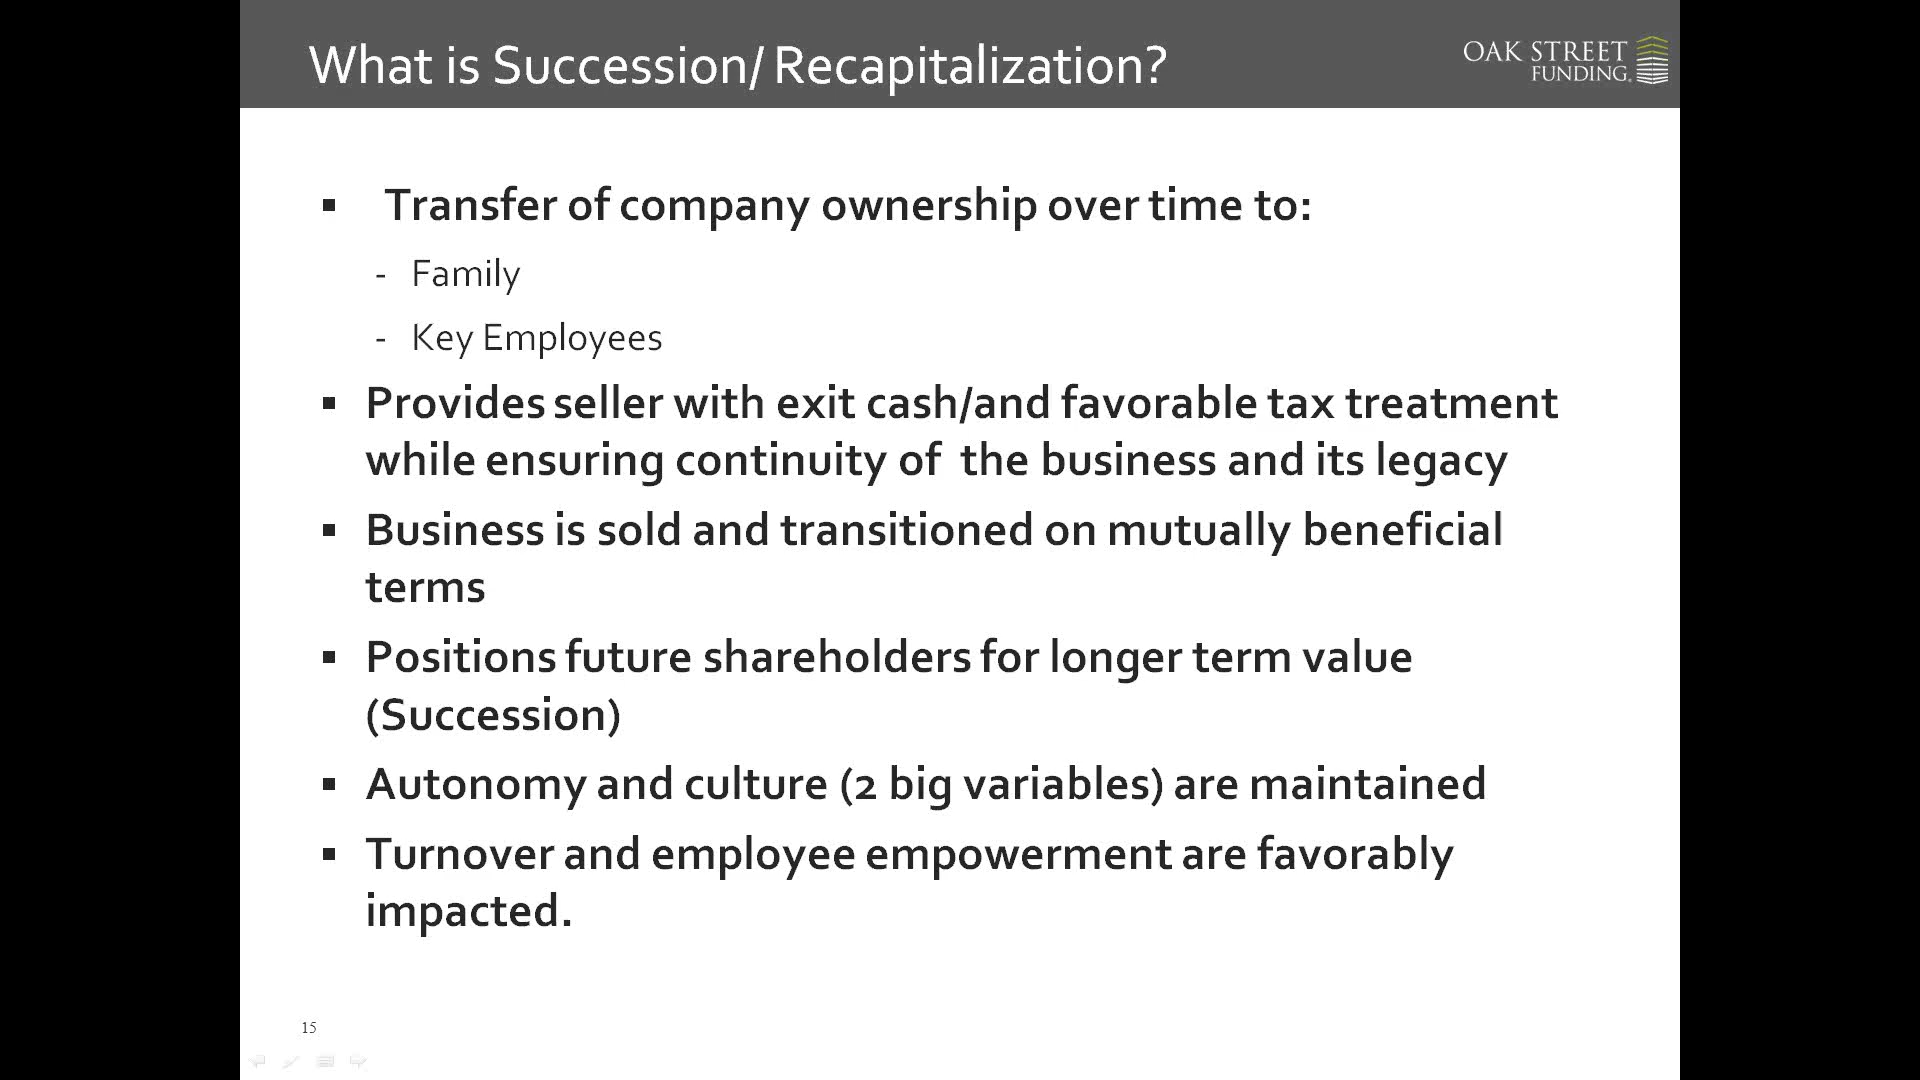 What is Succession/ Recapitalization?
OAK STREET
FUNDING.
▪ Transfer of company ownership over time to:
- Family
- Key Employees
▪ Provides seller with exit cash/and favorable tax treatment
while ensuring continuity of the business and its legacy
▪ Business is sold and transitioned on mutually beneficial
terms
▪ Positions future shareholders for longer term value
(Succession)
▪ Autonomy and culture (2 big variables) are maintained
▪ Turnover and employee empowerment are favorably
impacted.
15